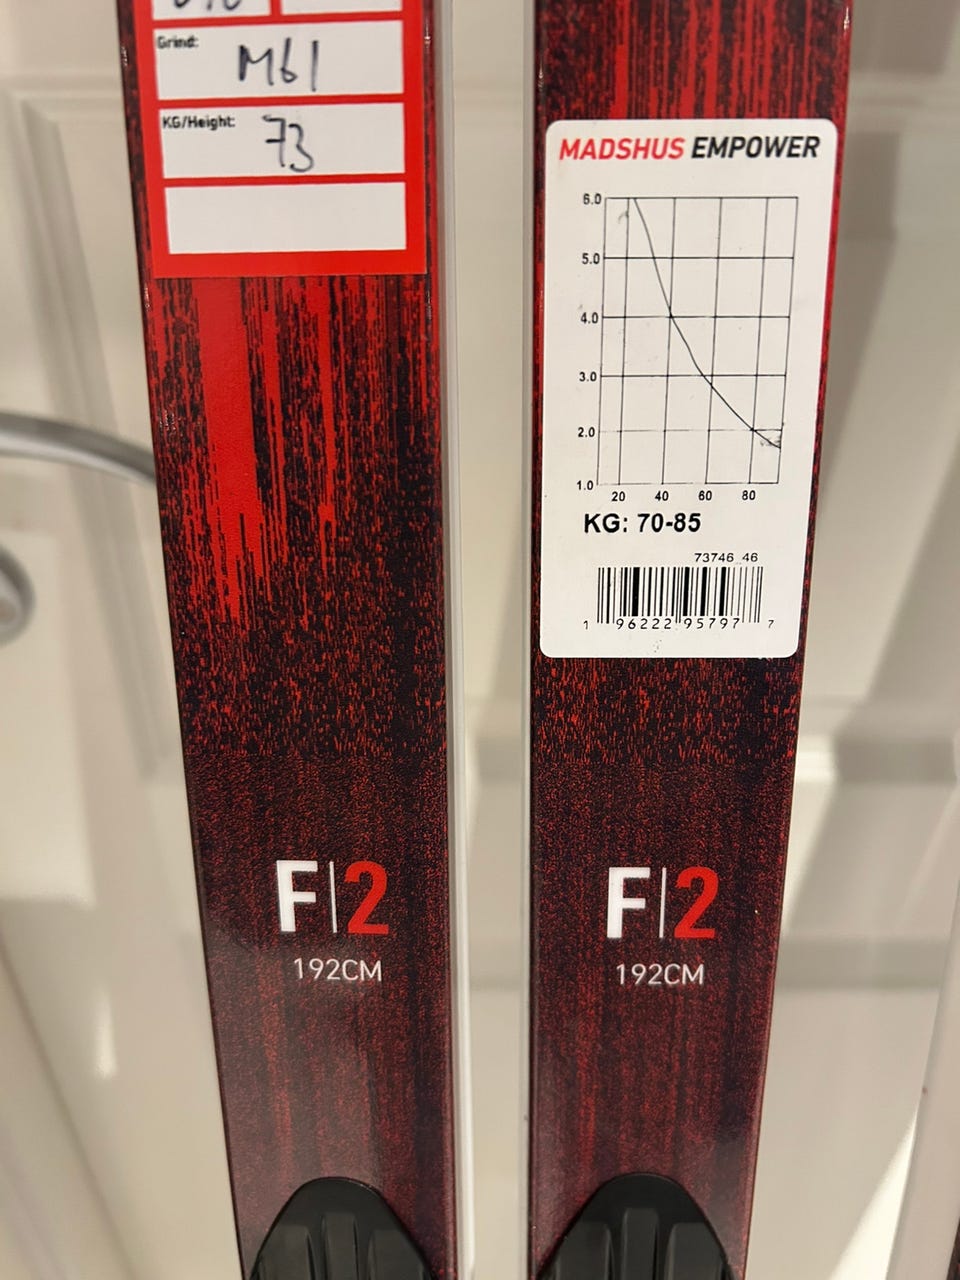 Grind:
M61
KG/Height:
73
MADSHUS EMPOWER
6.0
5.0
4.0
3.0
2.0
1.0
20 40 60 80
KG: 70-85
73746 46
1 96222 95797 7
F|2
192CM
F|2
192CM